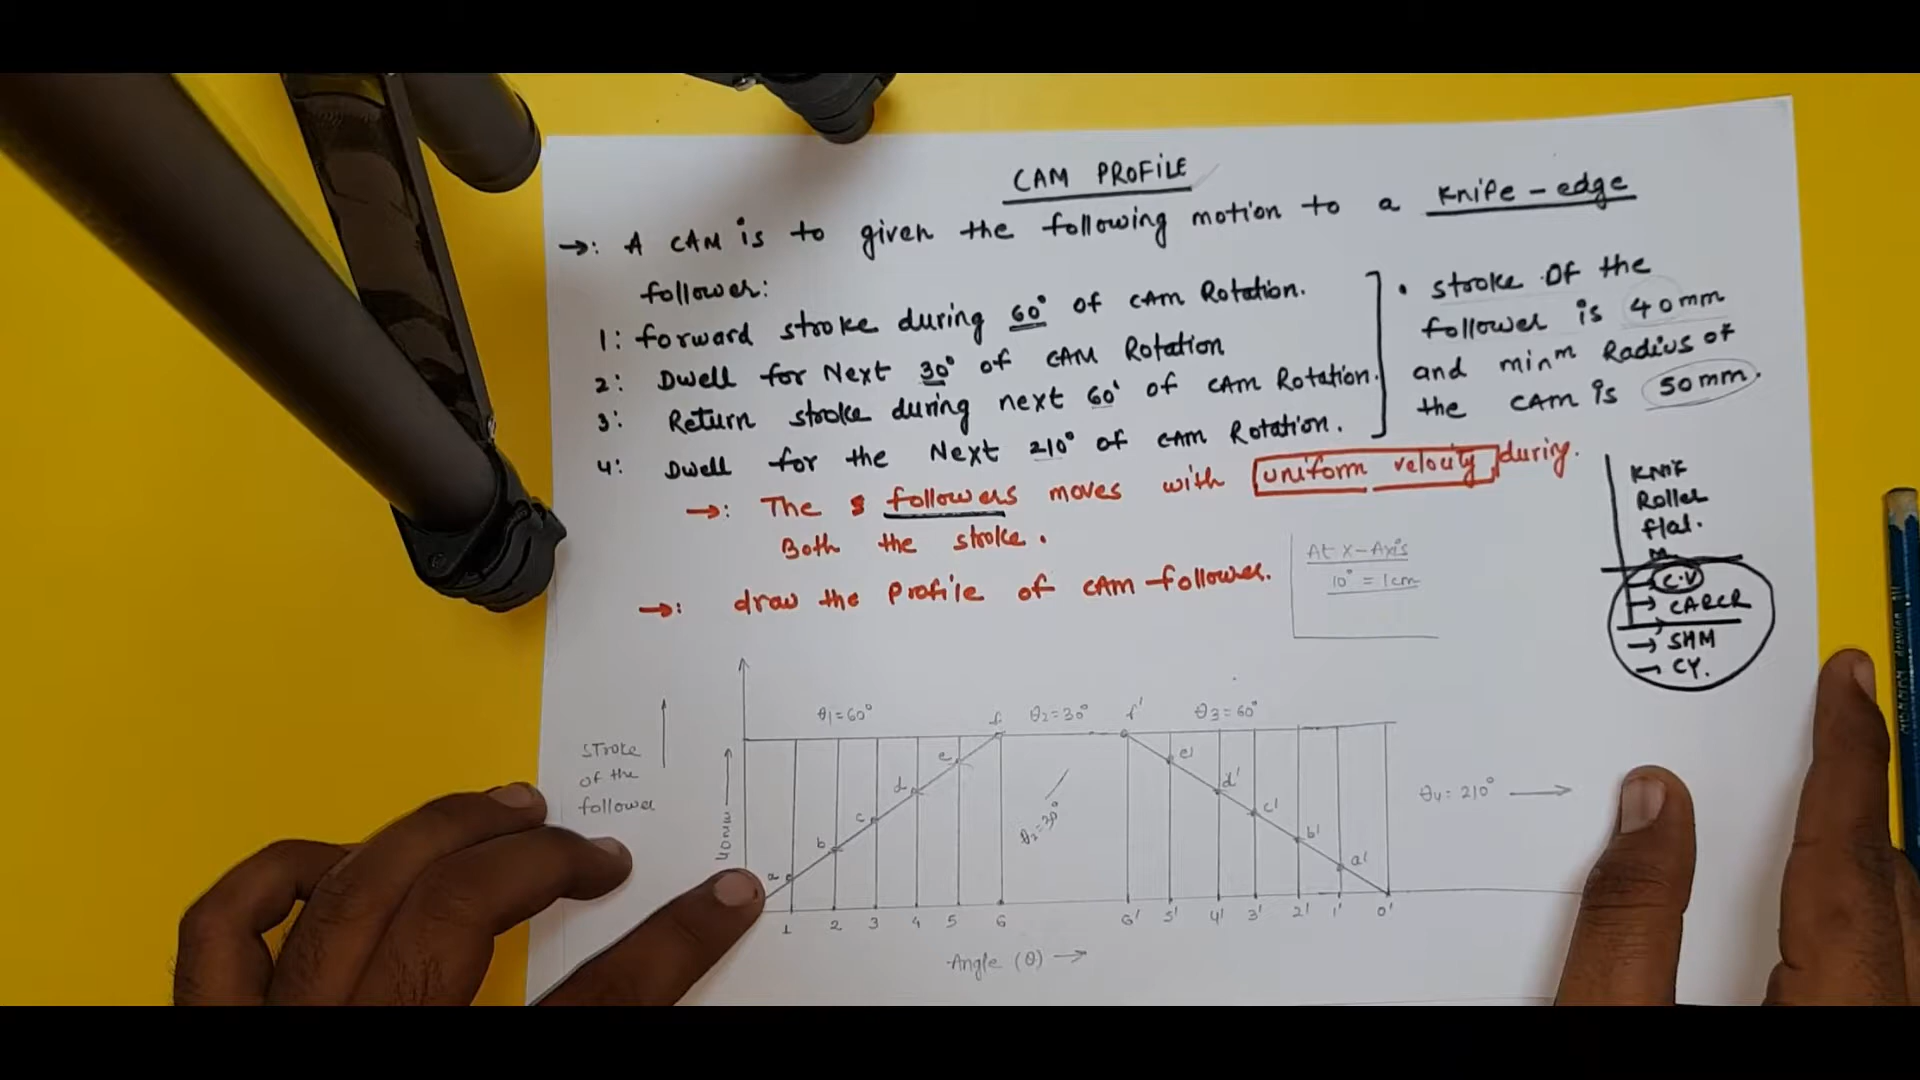 CAM PROFILE
→: A CAM is to given the following motion to a Knife-edge
follower:
1: forward stroke during 60° of CAM Rotation.
2: Dwell for Next 30° of CAM Rotation
3: Return stroke during next 60° of CAM Rotation.
4: Dwell for the Next 210° of CAM Rotation.
• stroke OF the
follower is 40mm
and minm Radius of
the CAM is 50mm.
→: The followers moves with uniform velocity during.
Both the stroke.
→: draw the Profile of CAM follower.
At X-Axis
10° = 1cm
KNIF
Roller
flat.
M
→ C.V
→ CARCR
→ SHM
→ CY.
θ1=60° f θ2=30° f' θ3=60°
Stroke
of the
follower
40mm
a b c d e
θ2=30°
e' d' c' b' a'
θ4=210° →
1 2 3 4 5 6 6' 5' 4' 3' 2' 1' 0'
Angle (θ) →